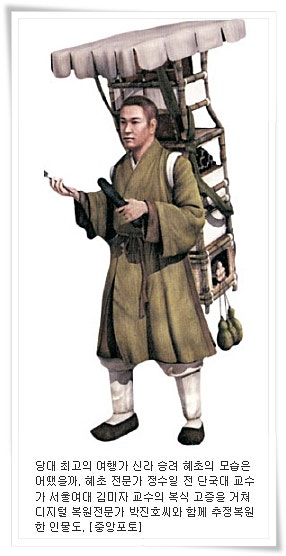 당대 최고의 여행가 신라 승려 혜초의 모습은
어땠을까. 혜초 전문가 정수일 전 단국대 교수
가 서울여대 김미자 교수의 복식 고증을 거쳐
디지털 복원전문가 박진호씨와 함께 추정복원
한 인물도. [중앙포토]